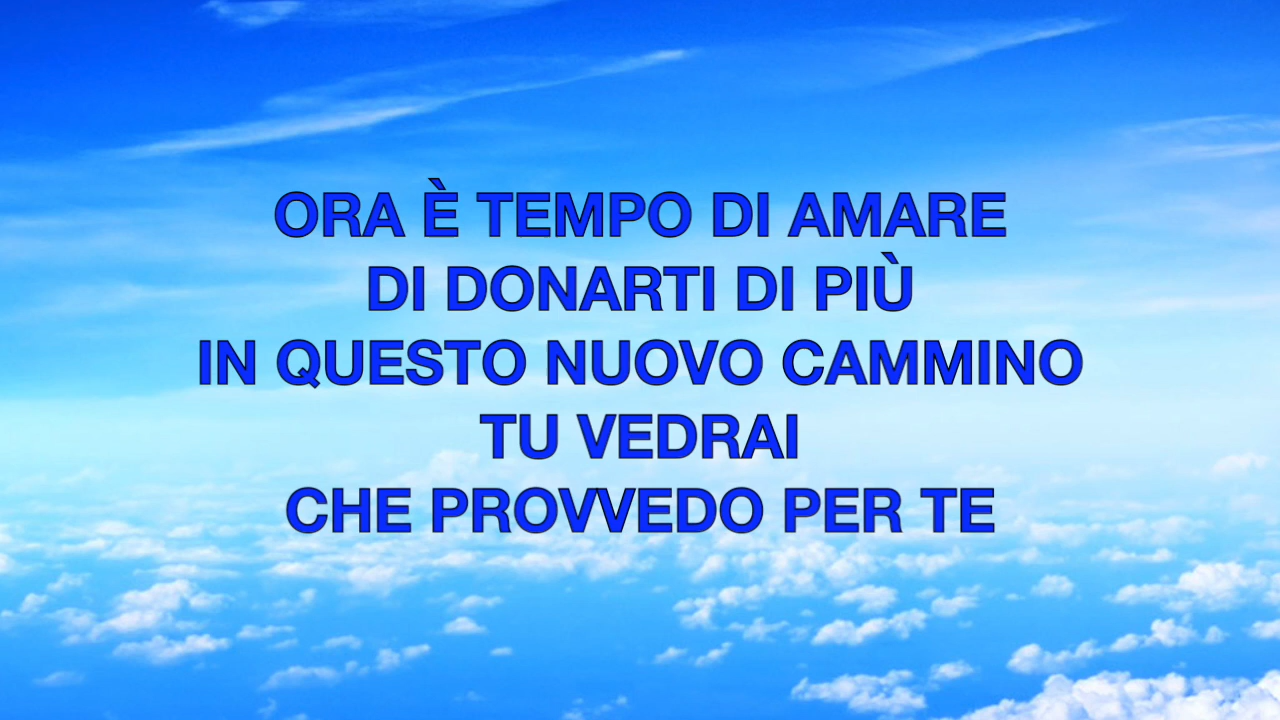 ORA È TEMPO DI AMARE
DI DONARTI DI PIÙ
IN QUESTO NUOVO CAMMINO
TU VEDRAI
CHE PROVVEDO PER TE